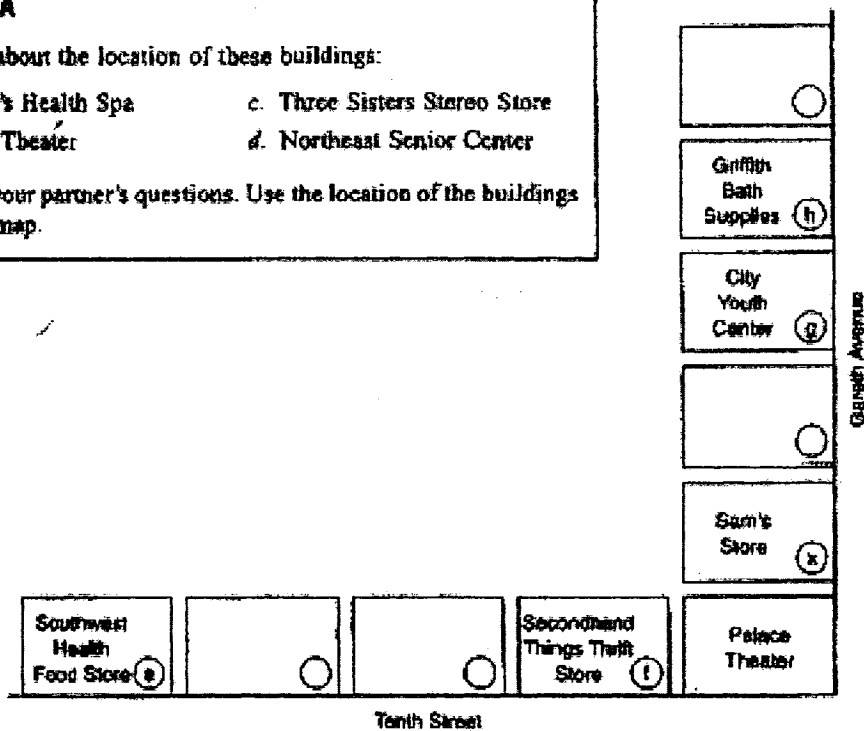 A
about the location of these buildings:
's Health Spa
c. Three Sisters Stereo Store
Theater
d. Northeast Senior Center
your partner's questions. Use the location of the buildings
map.
Griffith
Bath
Supplies h
City
Youth
Center g
Gareth Avenue
Sam's
Store x
Southwest
Health
Food Store e
Secondhand
Things Thrift
Store f
Palace
Theater
Tenth Street